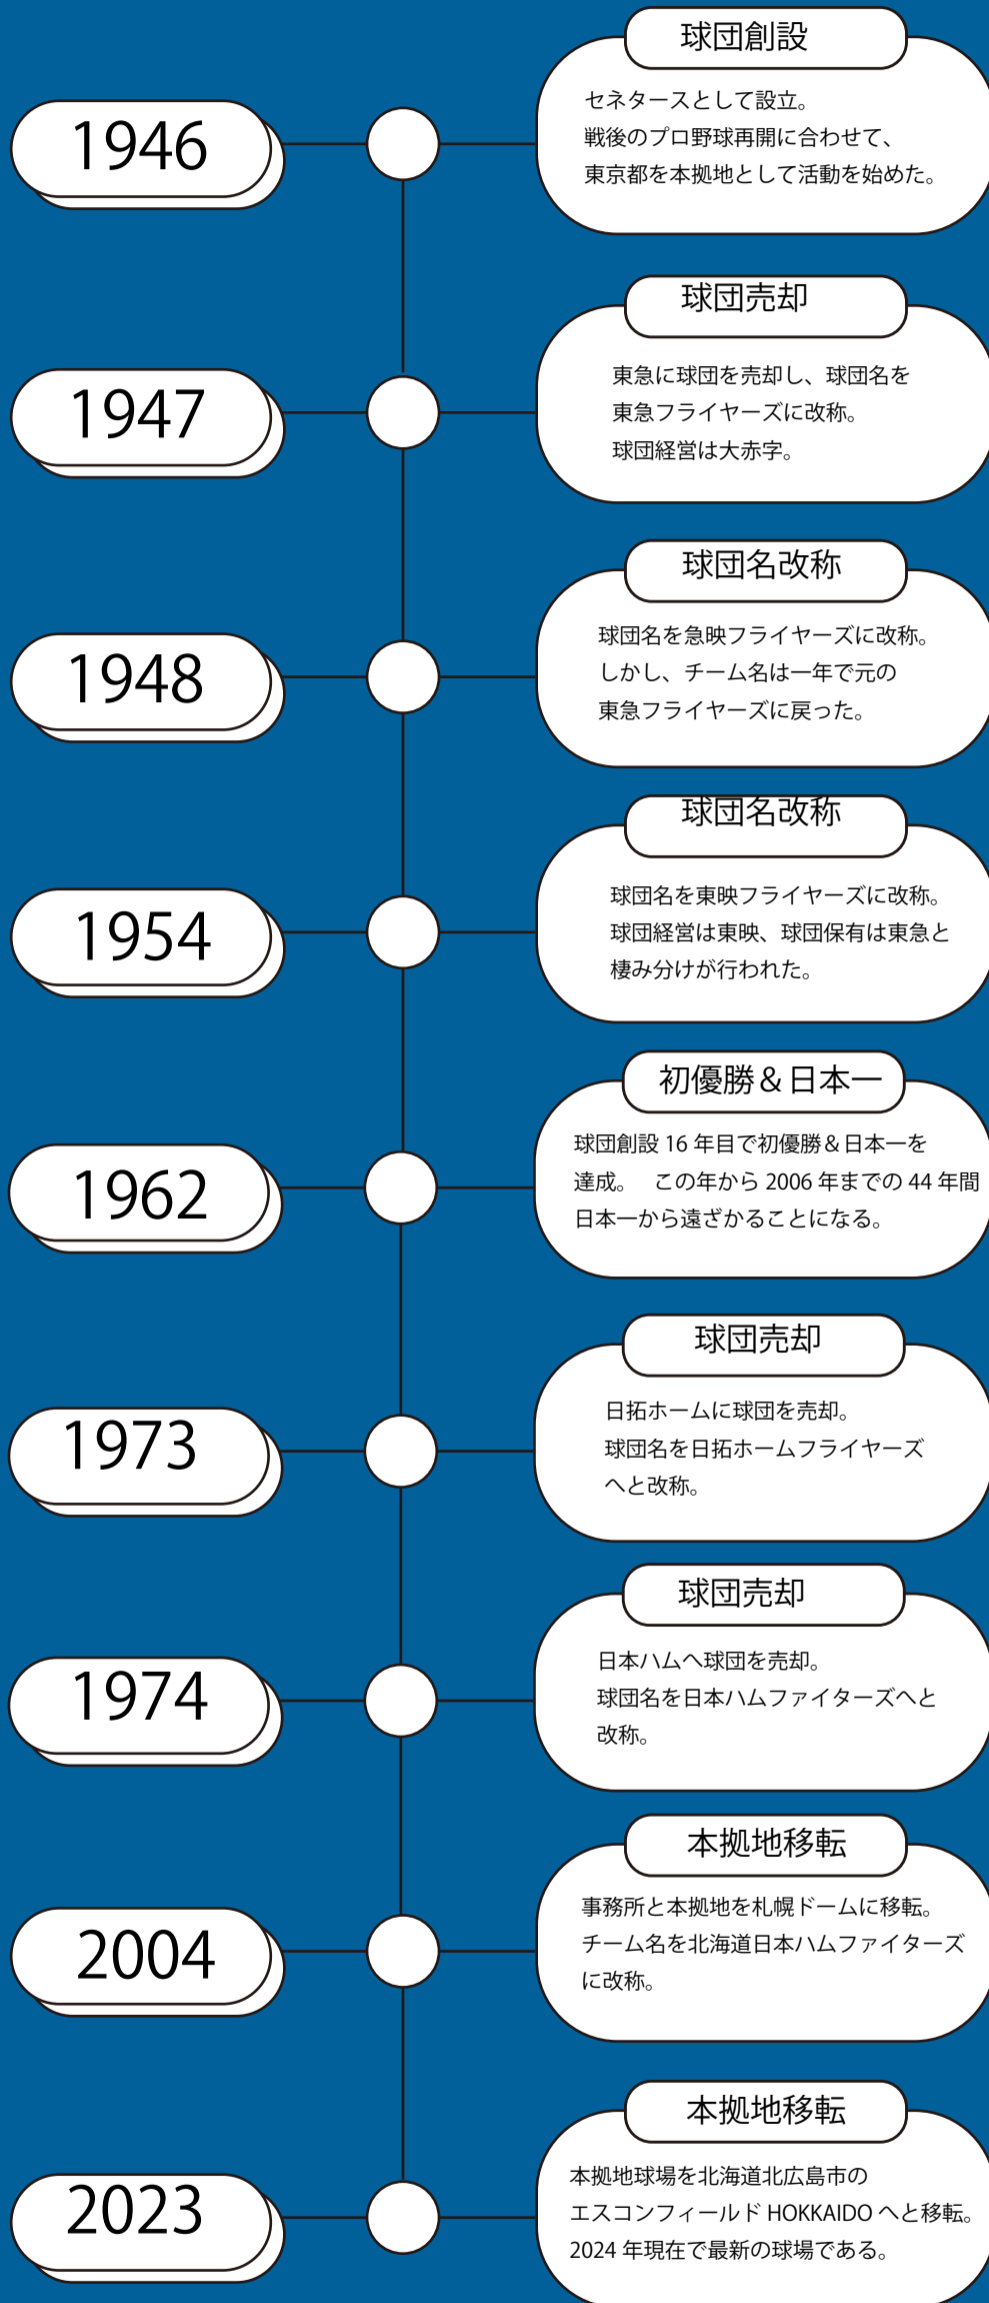 1946
球団創設
セネタースとして設立。
戦後のプロ野球再開に合わせて、
東京都を本拠地として活動を始めた。
1947
球団売却
東急に球団を売却し、球団名を
東急フライヤーズに改称。
球団経営は大赤字。
1948
球団名改称
球団名を急映フライヤーズに改称。
しかし、チーム名は一年で元の
東急フライヤーズに戻った。
1954
球団名改称
球団名を東映フライヤーズに改称。
球団経営は東映、球団保有は東急と
棲み分けが行われた。
1962
初優勝＆日本一
球団創設 16 年目で初優勝＆日本一を
達成。　この年から 2006 年までの 44 年間
日本一から遠ざかることになる。
1973
球団売却
日拓ホームに球団を売却。
球団名を日拓ホームフライヤーズ
へと改称。
1974
球団売却
日本ハムへ球団を売却。
球団名を日本ハムファイターズへと
改称。
2004
本拠地移転
事務所と本拠地を札幌ドームに移転。
チーム名を北海道日本ハムファイターズ
に改称。
2023
本拠地移転
本拠地球場を北海道北広島市の
エスコンフィールド HOKKAIDO へと移転。
2024 年現在で最新の球場である。